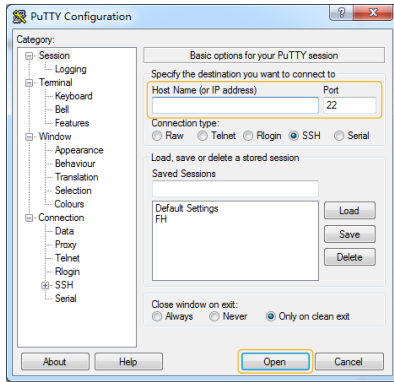 PuTTY Configuration
Category:
Session
Logging
Terminal
Keyboard
Bell
Features
Window
Appearance
Behaviour
Translation
Selection
Colours
Connection
Data
Proxy
Telnet
Rlogin
SSH
Serial
Basic options for your PuTTY session
Specify the destination you want to connect to
Host Name (or IP address) Port
22
Connection type:
Raw Telnet Rlogin SSH Serial
Load, save or delete a stored session
Saved Sessions
Default Settings
FH
Load
Save
Delete
Close window on exit:
Always Never Only on clean exit
About Help Open Cancel